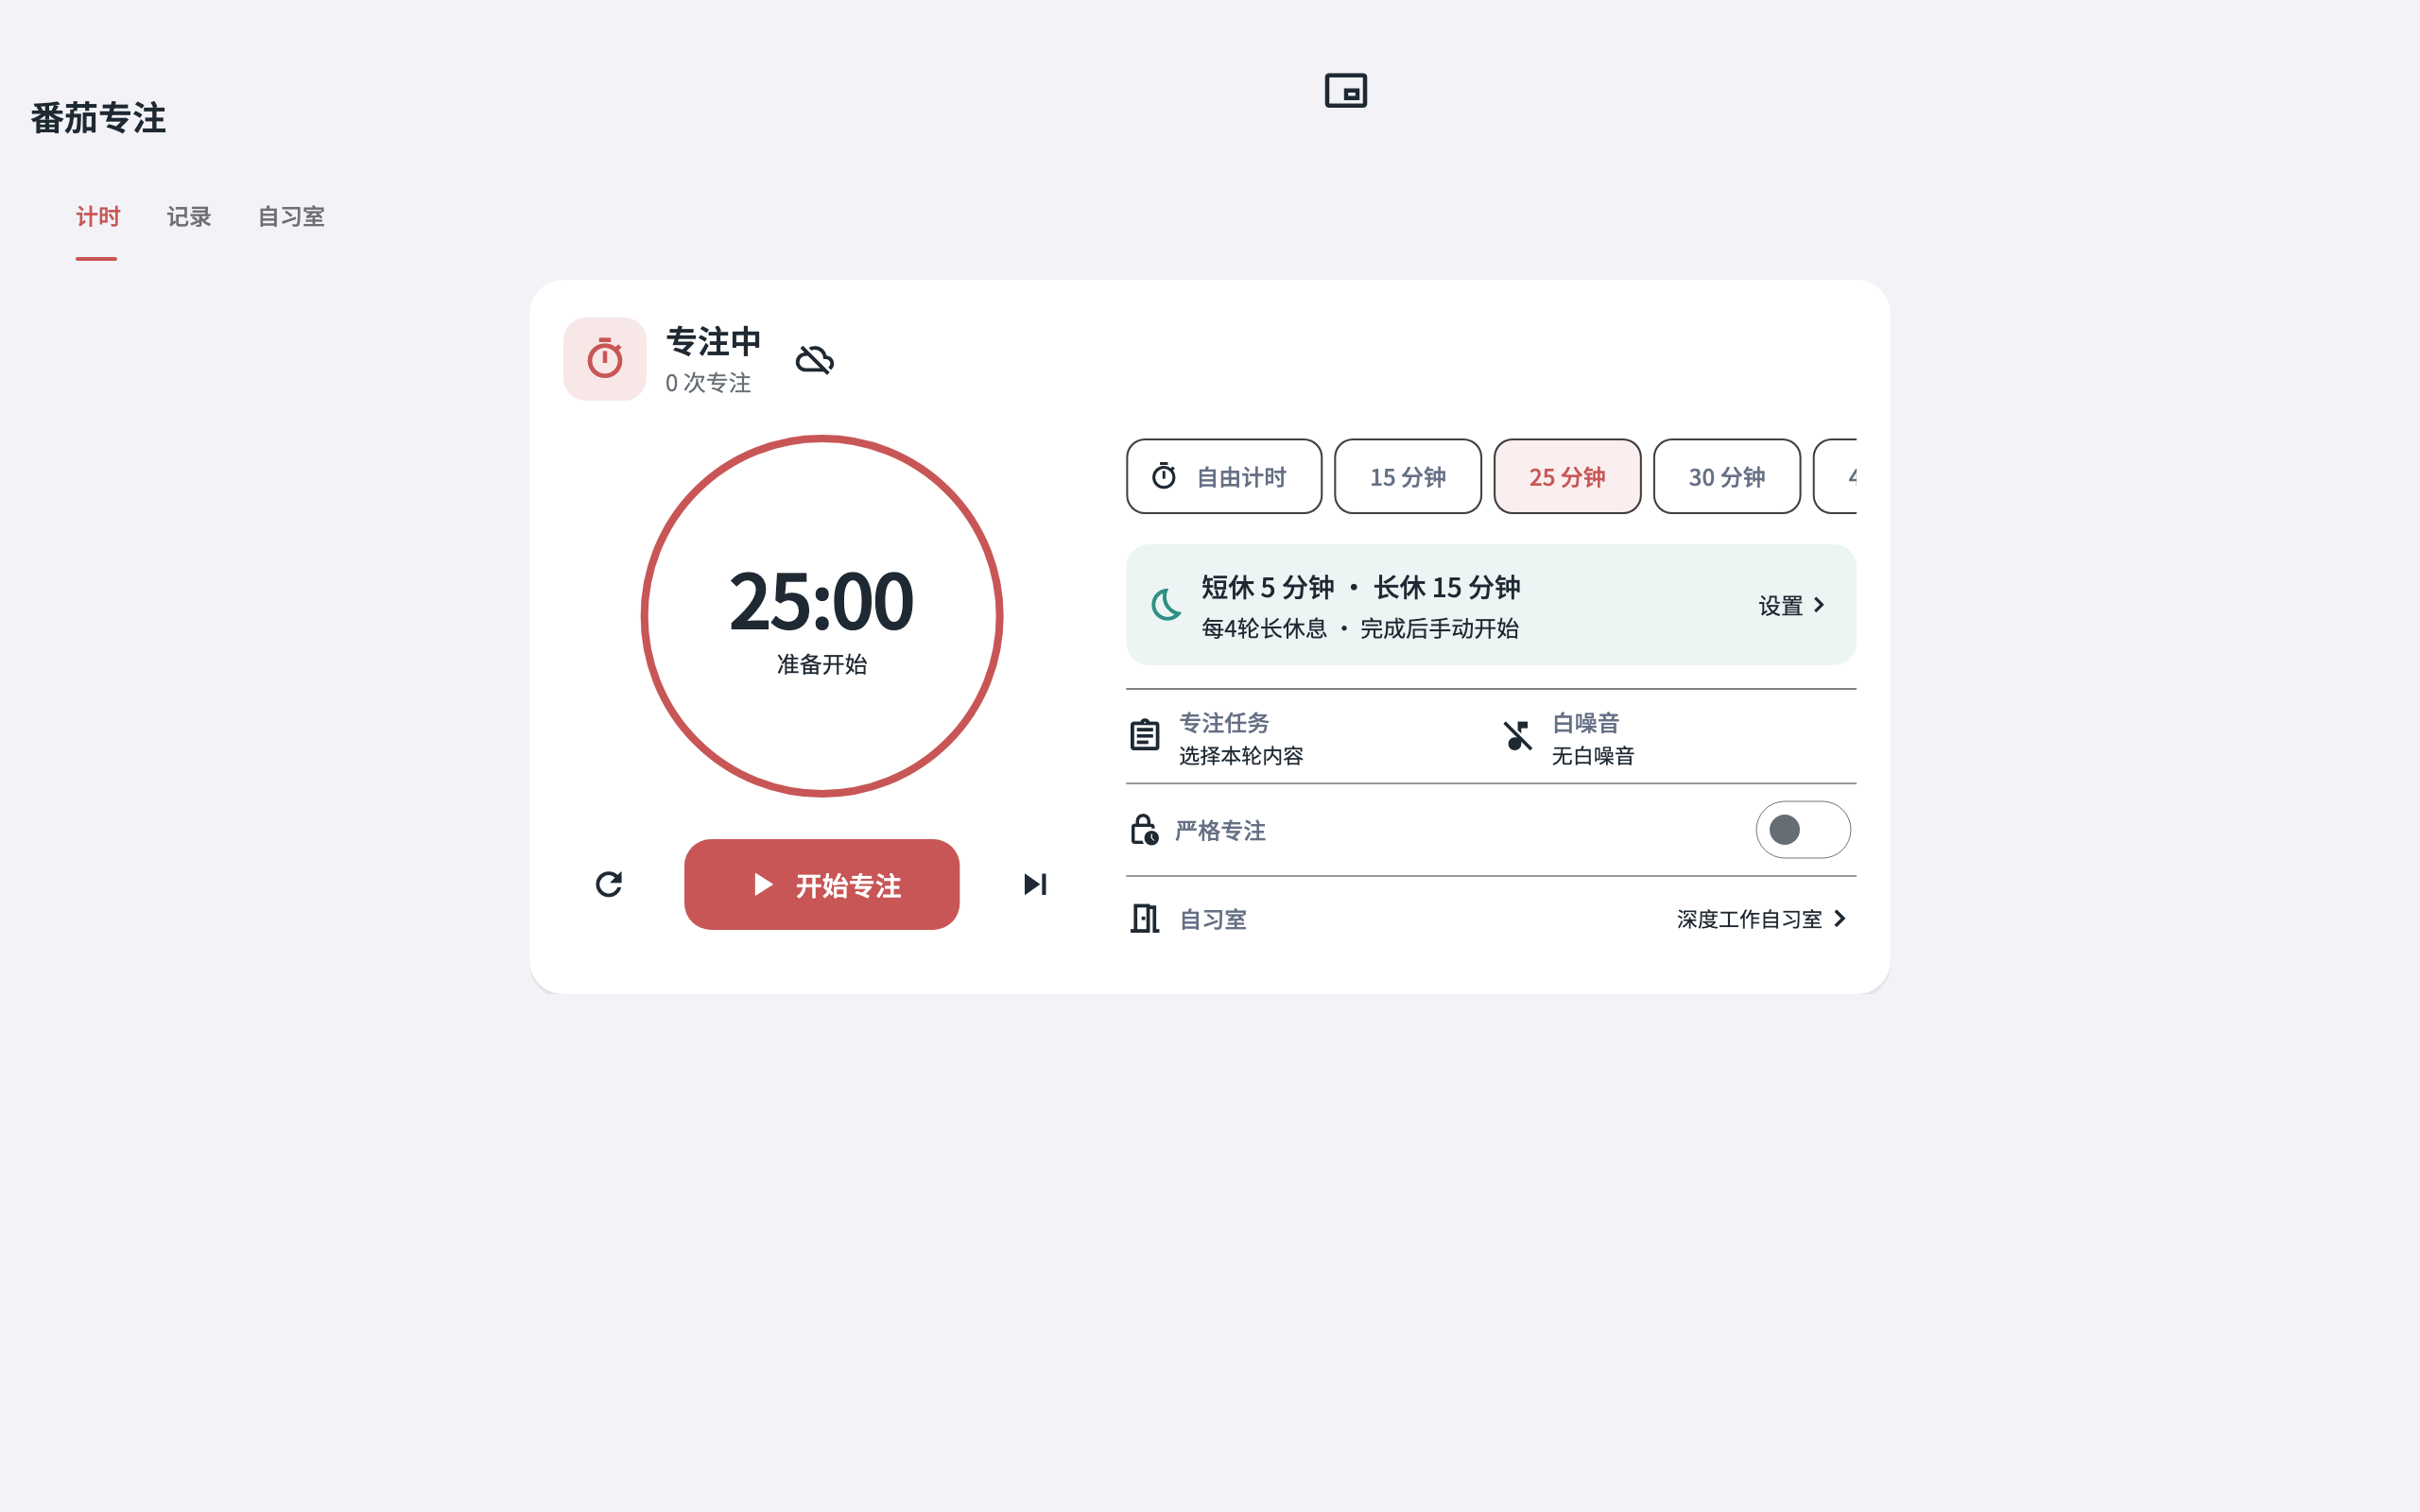 番茄专注
计时
记录
自习室
专注中
0 次专注
25:00
准备开始
开始专注
自由计时
15 分钟
25 分钟
30 分钟
短休 5 分钟 · 长休 15 分钟
每4轮长休息 · 完成后手动开始
设置
专注任务
选择本轮内容
白噪音
无白噪音
严格专注
自习室
深度工作自习室